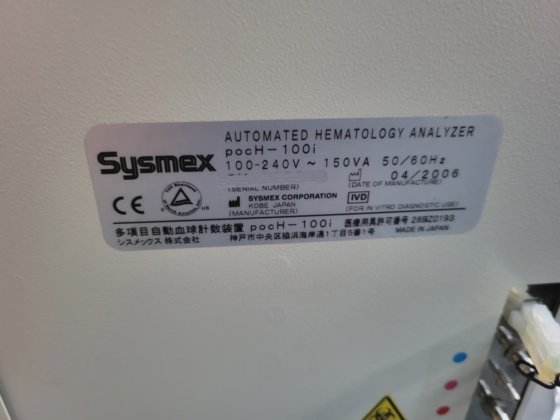 AUTOMATED HEMATOLOGY ANALYZER
Sysmex
pocH-100i
100-240V ~ 150VA 50/60Hz
04/2006
(SERIAL NUMBER)
(DATE OF MANUFACTURE)
CE
SYSMEX CORPORATION
KOBE, JAPAN
(MANUFACTURER)
IVD
(FOR IN VITRO DIAGNOSTIC USE)
多項目自動血球計数装置 pocH-100i 医療用具許可番号 28BZ0193
シスメックス 株式会社 神戸市中央区脇浜海岸通1丁目5番1号 MADE IN JAPAN